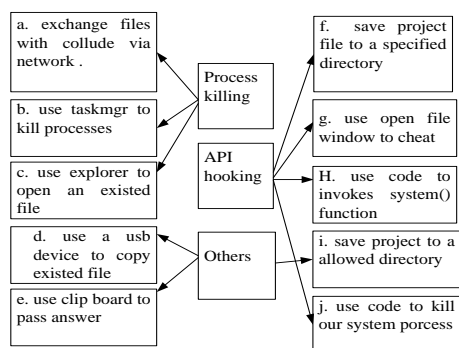 a. exchange files
with collude via
network .
b. use taskmgr to
kill processes
c. use explorer to
open an existed
file
d. use a usb
device to copy
existed file
e. use clip board to
pass answer
Process
killing
API
hooking
Others
f. save project
file to a specified
directory
g. use open file
window to cheat
H. use code to
invokes system()
function
i. save project to a
allowed directory
j. use code to kill
our system porcess